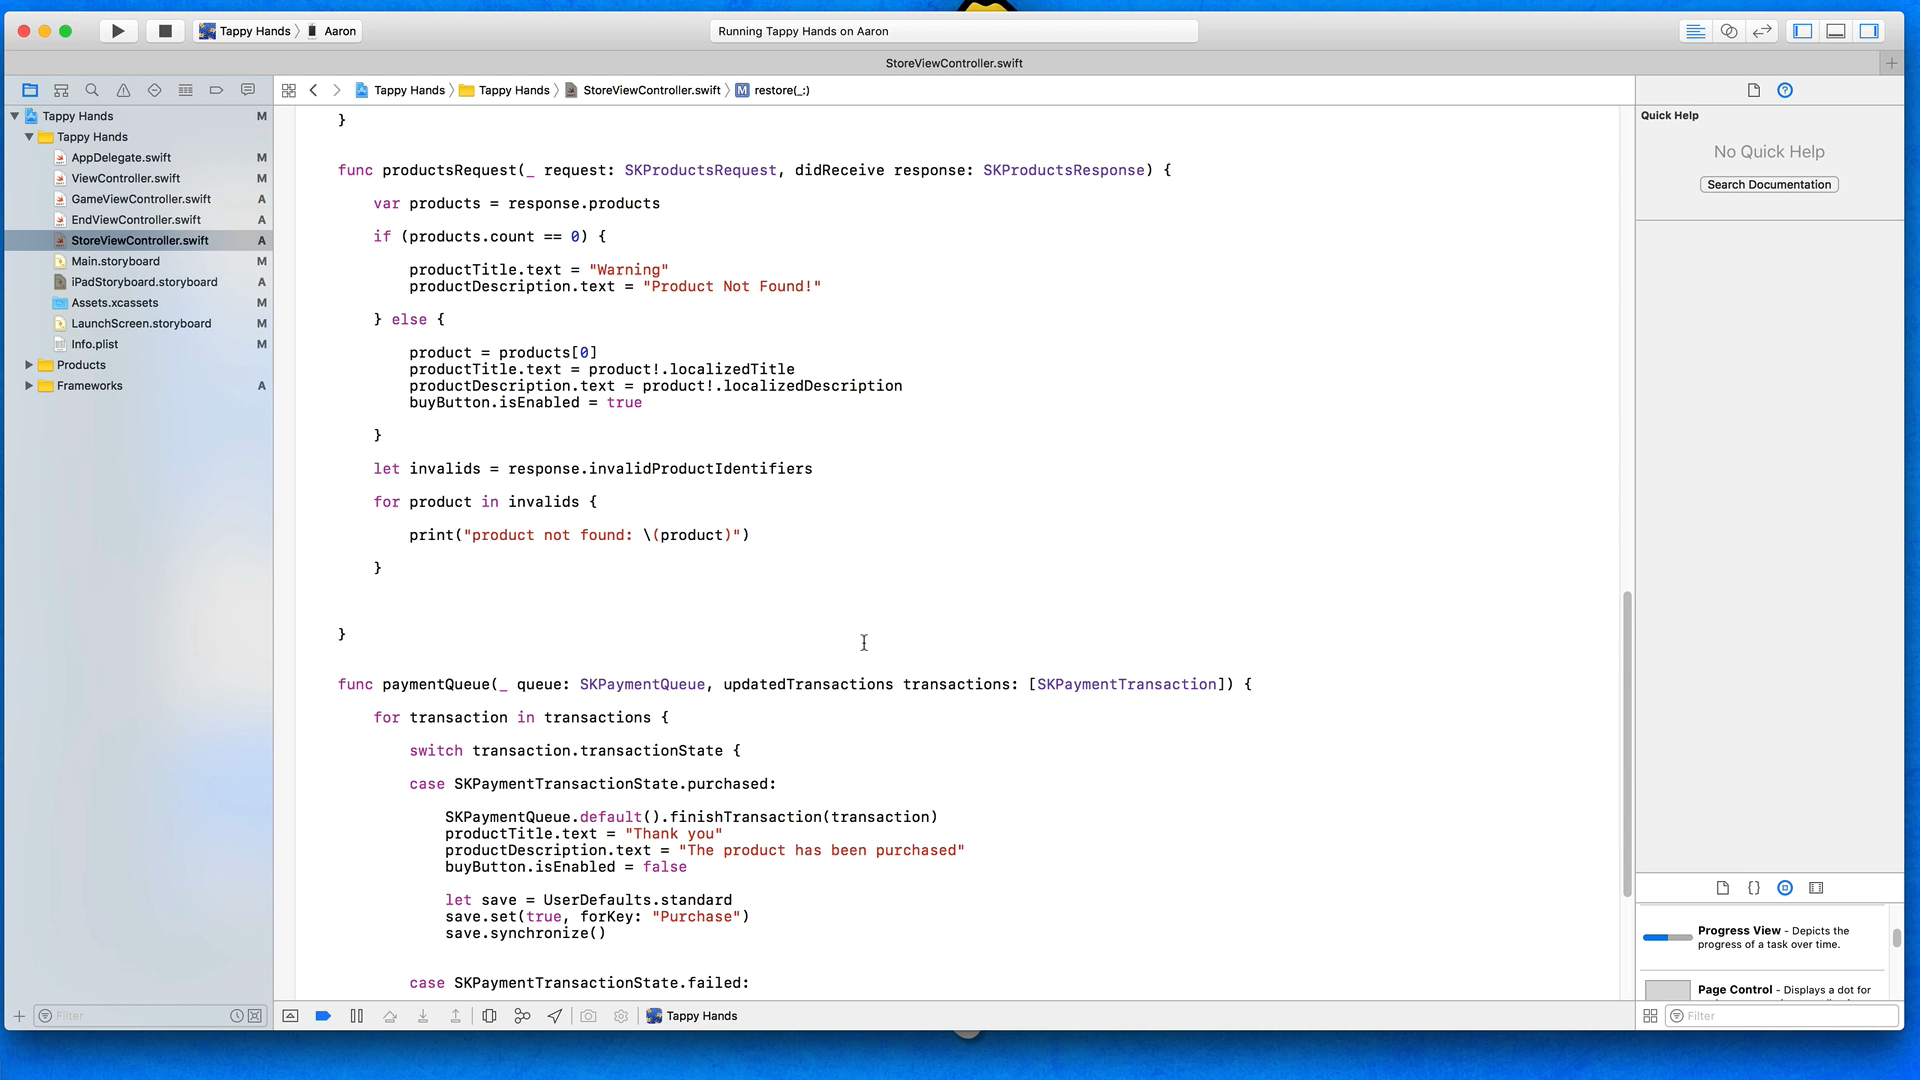 Tappy Hands
Aaron
Running Tappy Hands on Aaron
StoreViewController.swift
Tappy Hands
Tappy Hands
StoreViewController.swift
M
restore(_:)
Quick Help
No Quick Help
Search Documentation
Tappy Hands M
Tappy Hands
AppDelegate.swift M
ViewController.swift M
GameViewController.swift A
EndViewController.swift A
StoreViewController.swift A
Main.storyboard M
iPadStoryboard.storyboard A
Assets.xcassets M
LaunchScreen.storyboard M
Info.plist M
Products
Frameworks A
}
func productsRequest(_ request: SKProductsRequest, didReceive response: SKProductsResponse) {
var products = response.products
if (products.count == 0) {
productTitle.text = "Warning"
productDescription.text = "Product Not Found!"
} else {
product = products[0]
productTitle.text = product!.localizedTitle
productDescription.text = product!.localizedDescription
buyButton.isEnabled = true
}
let invalids = response.invalidProductIdentifiers
for product in invalids {
print("product not found: \(product)")
}
}
func paymentQueue(_ queue: SKPaymentQueue, updatedTransactions transactions: [SKPaymentTransaction]) {
for transaction in transactions {
switch transaction.transactionState {
case SKPaymentTransactionState.purchased:
SKPaymentQueue.default().finishTransaction(transaction)
productTitle.text = "Thank you"
productDescription.text = "The product has been purchased"
buyButton.isEnabled = false
let save = UserDefaults.standard
save.set(true, forKey: "Purchase")
save.synchronize()
case SKPaymentTransactionState.failed:
Progress View - Depicts the
progress of a task over time.
Page Control - Displays a dot for
Filter
Tappy Hands
Filter